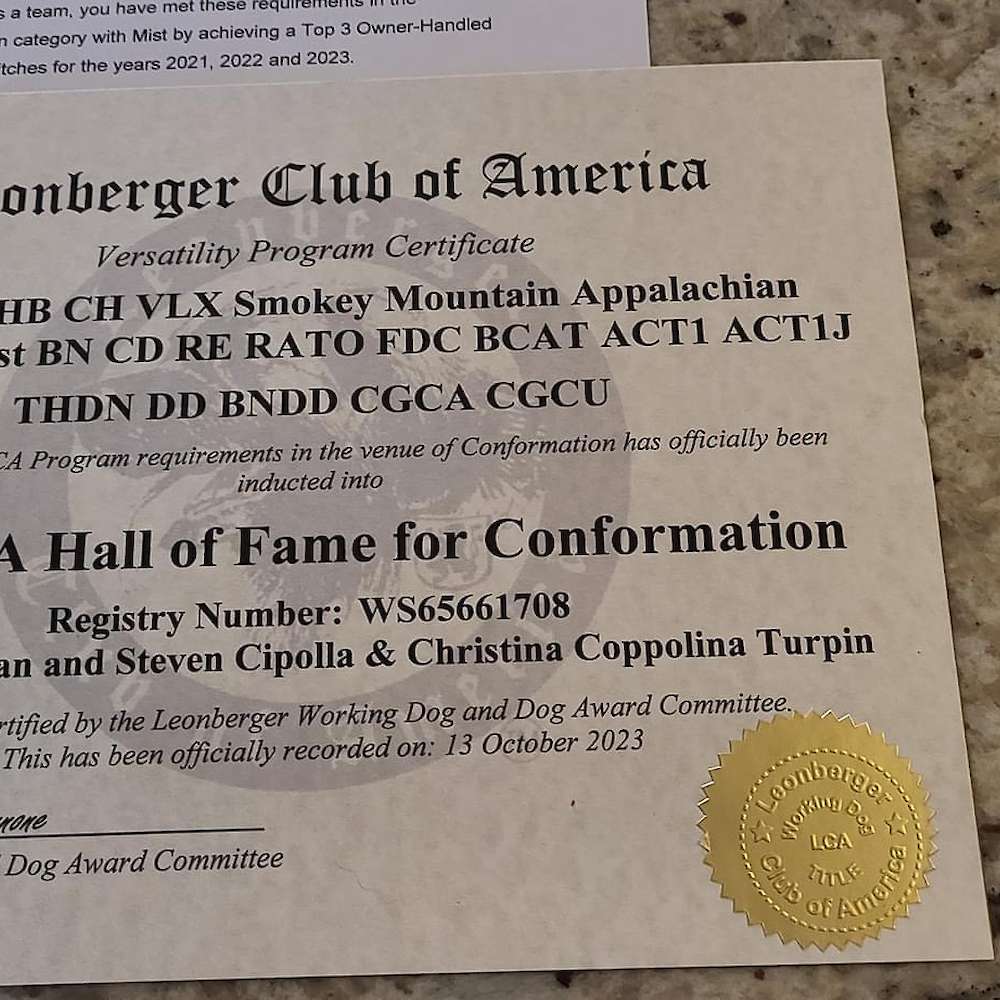 s a team, you have met these requirements in the
n category with Mist by achieving a Top 3 Owner-Handled
tches for the years 2021, 2022 and 2023.
onberger Club of America
Versatility Program Certificate
HB CH VLX Smokey Mountain Appalachian
st BN CD RE RATO FDC BCAT ACT1 ACT1J
THDN DD BNDD CGCA CGCU
CA Program requirements in the venue of Conformation has officially been
inducted into
A Hall of Fame for Conformation
Registry Number: WS65661708
an and Steven Cipolla & Christina Coppolina Turpin
rtified by the Leonberger Working Dog and Dog Award Committee.
This has been officially recorded on: 13 October 2023
Dog Award Committee
Leonberger
Working Dog
LCA
TITLE
Club of America